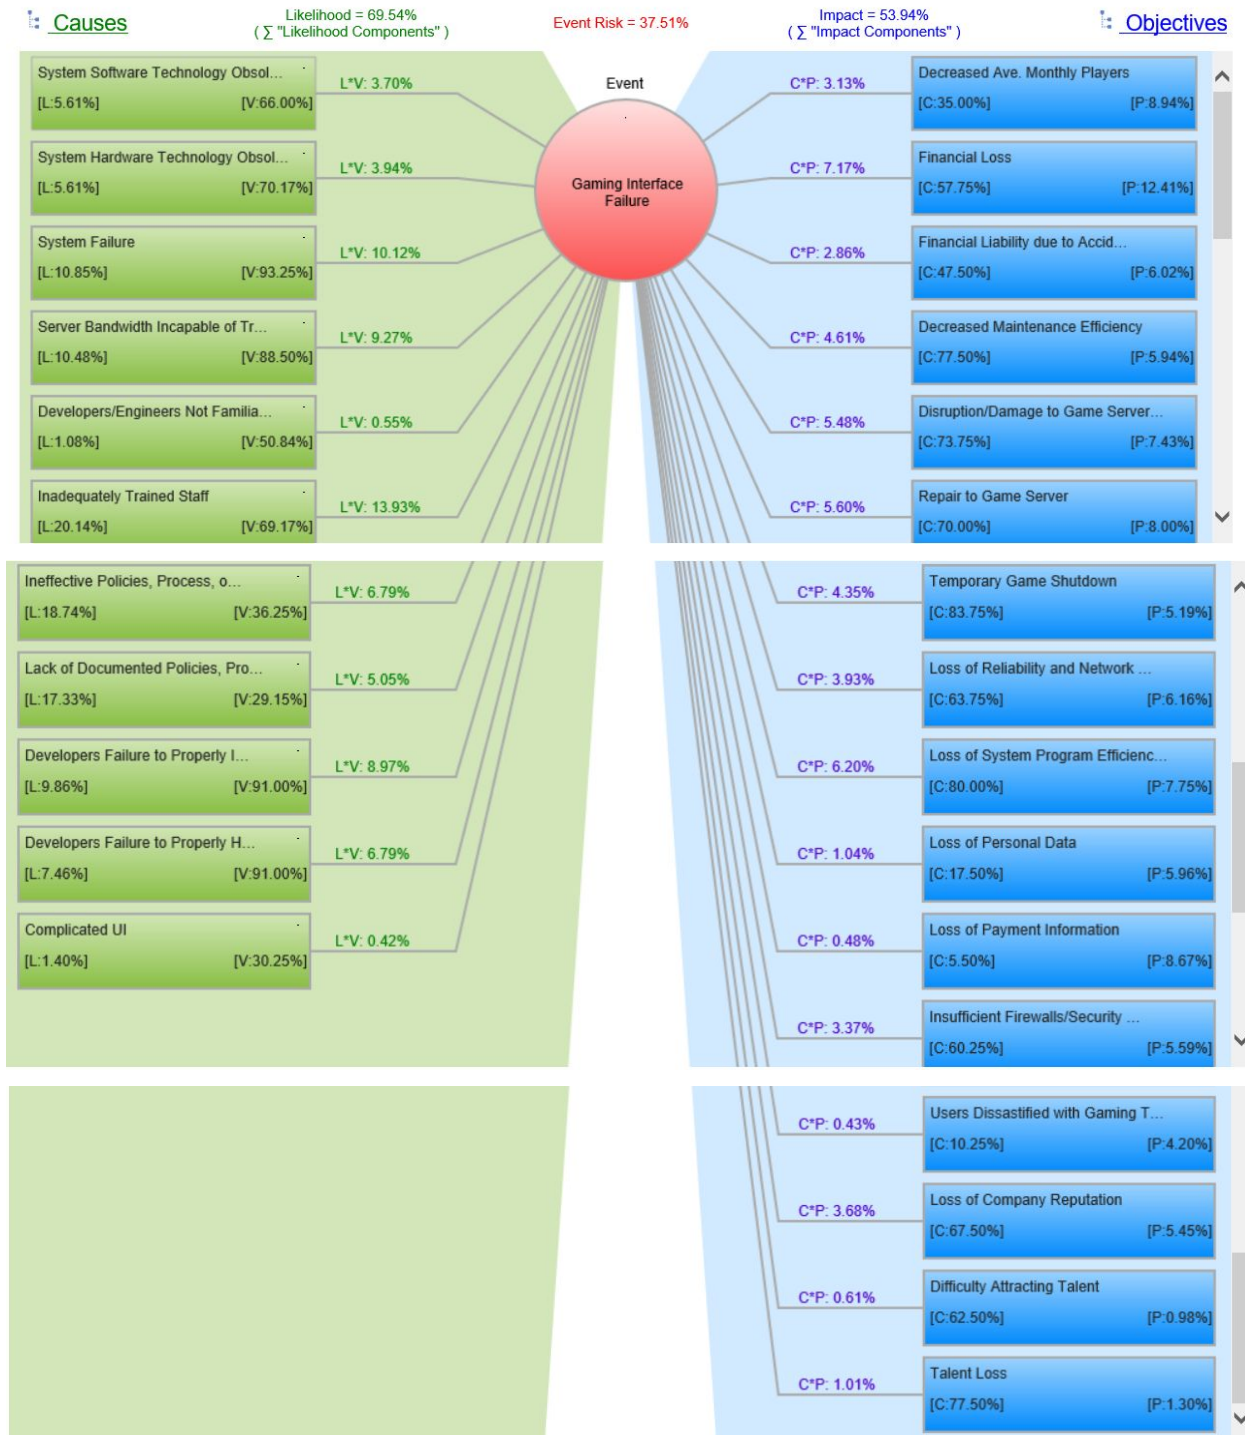 Causes
Likelihood = 69.54%
( ∑ "Likelihood Components" )
Event Risk = 37.51%
Impact = 53.94%
( ∑ "Impact Components" )
Objectives
System Software Technology Obsol...
[L:5.61%] [V:66.00%]
L*V: 3.70%
System Hardware Technology Obsol...
[L:5.61%] [V:70.17%]
L*V: 3.94%
System Failure
[L:10.85%] [V:93.25%]
L*V: 10.12%
Server Bandwidth Incapable of Tr...
[L:10.48%] [V:88.50%]
L*V: 9.27%
Developers/Engineers Not Familia...
[L:1.08%] [V:50.84%]
L*V: 0.55%
Inadequately Trained Staff
[L:20.14%] [V:69.17%]
L*V: 13.93%
Event
Gaming Interface
Failure
C*P: 3.13%
Decreased Ave. Monthly Players
[C:35.00%] [P:8.94%]
C*P: 7.17%
Financial Loss
[C:57.75%] [P:12.41%]
C*P: 2.86%
Financial Liability due to Accid...
[C:47.50%] [P:6.02%]
C*P: 4.61%
Decreased Maintenance Efficiency
[C:77.50%] [P:5.94%]
C*P: 5.48%
Disruption/Damage to Game Server...
[C:73.75%] [P:7.43%]
C*P: 5.60%
Repair to Game Server
[C:70.00%] [P:8.00%]
Ineffective Policies, Process, o...
[L:18.74%] [V:36.25%]
L*V: 6.79%
Lack of Documented Policies, Pro...
[L:17.33%] [V:29.15%]
L*V: 5.05%
Developers Failure to Properly I...
[L:9.86%] [V:91.00%]
L*V: 8.97%
Developers Failure to Properly H...
[L:7.46%] [V:91.00%]
L*V: 6.79%
Complicated UI
[L:1.40%] [V:30.25%]
L*V: 0.42%
C*P: 4.35%
Temporary Game Shutdown
[C:83.75%] [P:5.19%]
C*P: 3.93%
Loss of Reliability and Network ...
[C:63.75%] [P:6.16%]
C*P: 6.20%
Loss of System Program Efficienc...
[C:80.00%] [P:7.75%]
C*P: 1.04%
Loss of Personal Data
[C:17.50%] [P:5.96%]
C*P: 0.48%
Loss of Payment Information
[C:5.50%] [P:8.67%]
C*P: 3.37%
Insufficient Firewalls/Security ...
[C:60.25%] [P:5.59%]
C*P: 0.43%
Users Dissastified with Gaming T...
[C:10.25%] [P:4.20%]
C*P: 3.68%
Loss of Company Reputation
[C:67.50%] [P:5.45%]
C*P: 0.61%
Difficulty Attracting Talent
[C:62.50%] [P:0.98%]
C*P: 1.01%
Talent Loss
[C:77.50%] [P:1.30%]